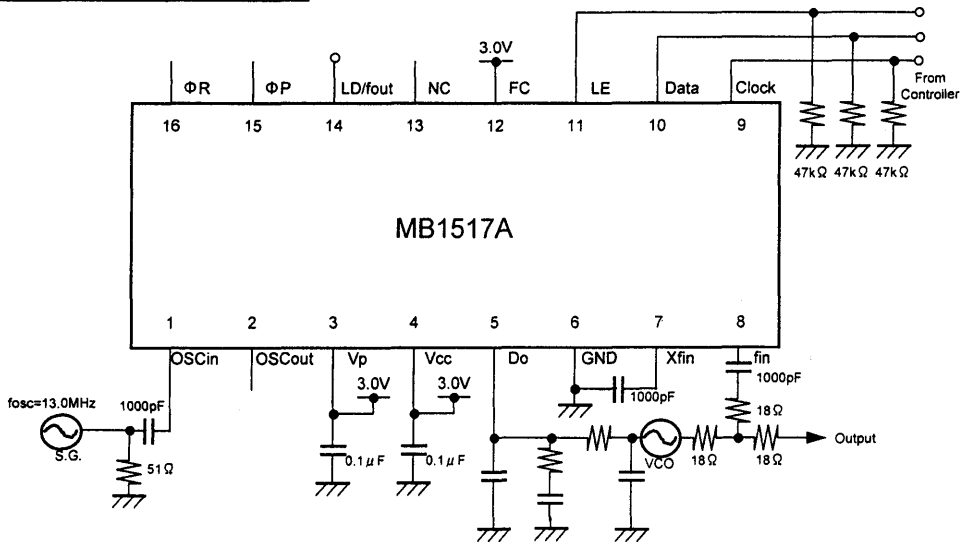 3.0V
ΦR ΦP LD/fout NC FC LE Data Clock
From
Controller
16 15 14 13 12 11 10 9
47kΩ 47kΩ 47kΩ
MB1517A
1 2 3 4 5 6 7 8
OSCin OSCout Vp Vcc Do GND Xfin fin
fosc=13.0MHz 1000pF 3.0V 3.0V 1000pF 1000pF
S.G. 51Ω 0.1μF 0.1μF
18Ω
VCO 18Ω 18Ω Output